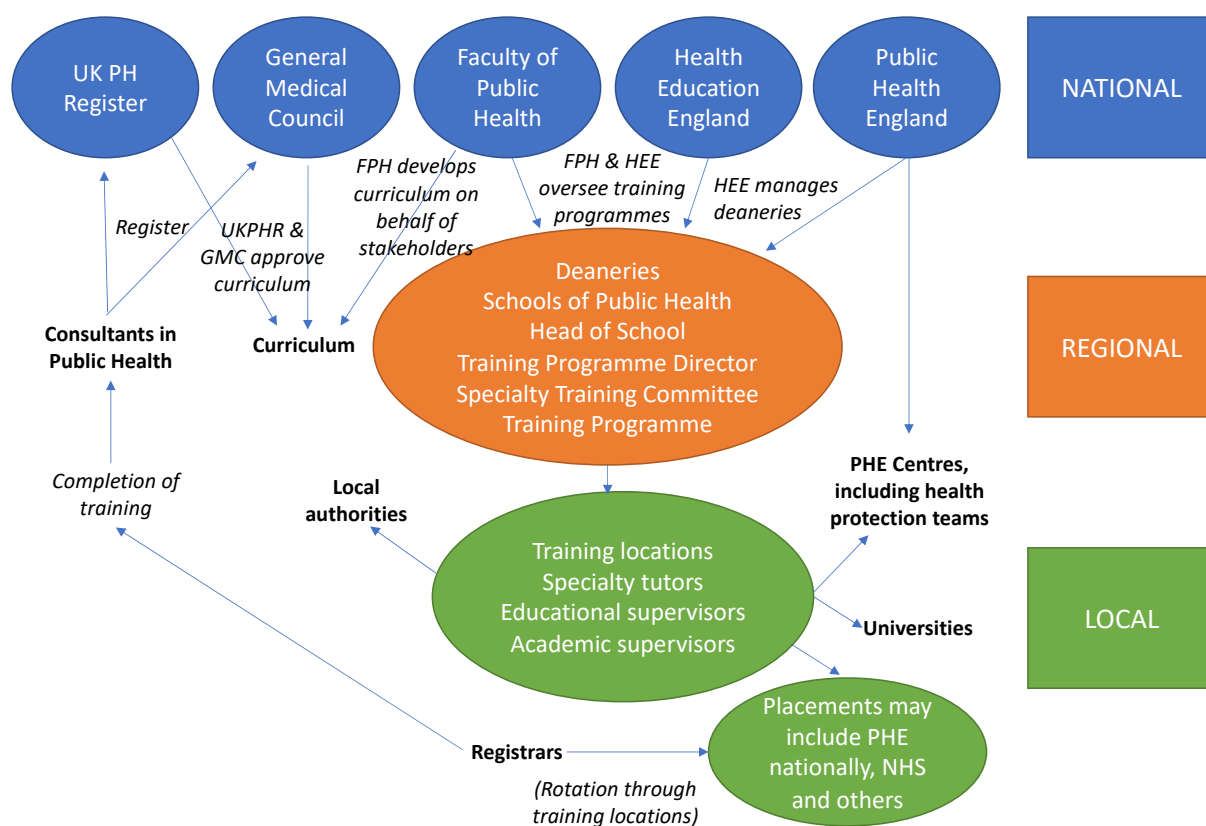 UK PH
Register
General
Medical
Council
Faculty of
Public
Health
Health
Education
England
Public
Health
England
NATIONAL
FPH develops
curriculum on
behalf of
stakeholders
FPH & HEE
oversee training
programmes
HEE manages
deaneries
Register
UKPHR &
GMC approve
curriculum
Consultants in
Public Health
Curriculum
Deaneries
Schools of Public Health
Head of School
Training Programme Director
Specialty Training Committee
Training Programme
REGIONAL
Completion of
training
Local
authorities
PHE Centres,
including health
protection teams
Training locations
Specialty tutors
Educational supervisors
Academic supervisors
Universities
LOCAL
Registrars
(Rotation through
training locations)
Placements may
include PHE
nationally, NHS
and others